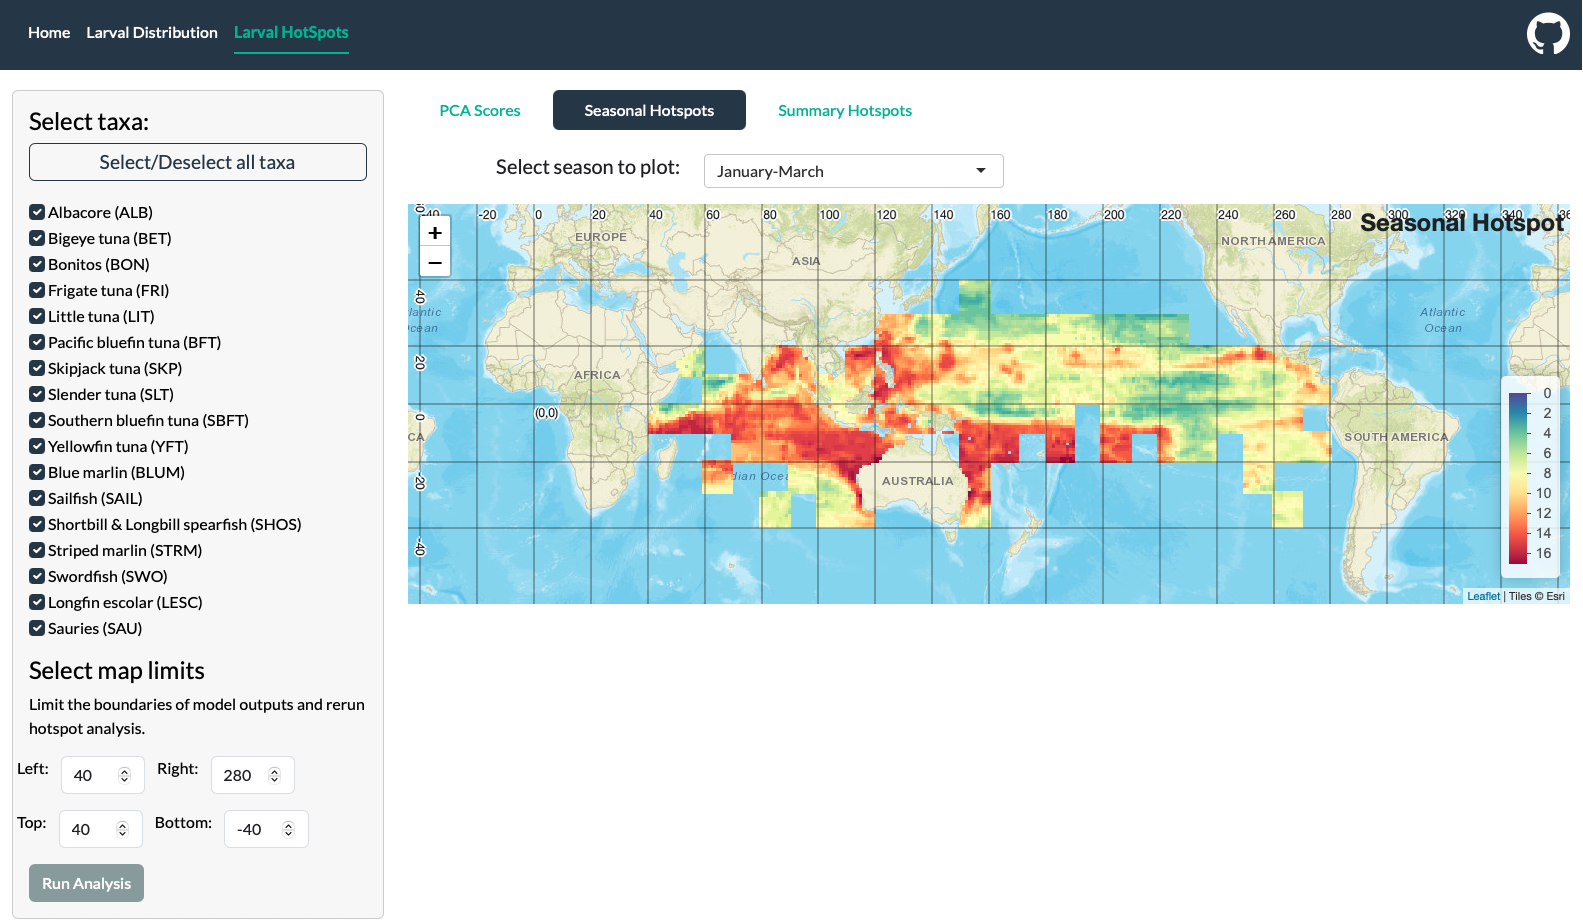 Home Larval Distribution Larval HotSpots
Select taxa:
Select/Deselect all taxa
Albacore (ALB)
Bigeye tuna (BET)
Bonitos (BON)
Frigate tuna (FRI)
Little tuna (LIT)
Pacific bluefin tuna (BFT)
Skipjack tuna (SKP)
Slender tuna (SLT)
Southern bluefin tuna (SBFT)
Yellowfin tuna (YFT)
Blue marlin (BLUM)
Sailfish (SAIL)
Shortbill & Longbill spearfish (SHOS)
Striped marlin (STRM)
Swordfish (SWO)
Longfin escolar (LESC)
Sauries (SAU)
Select map limits
Limit the boundaries of model outputs and rerun
hotspot analysis.
Left: 40 Right: 280
Top: 40 Bottom: -40
Run Analysis
PCA Scores Seasonal Hotspots Summary Hotspots
Select season to plot: January-March
-20 0 20 40 60 80 100 120 140 160 180 200 220 240 260 280 300 320 340
Seasonal Hotspot
+
−
EUROPE
ASIA
NORTH AMERICA
40
Atlantic
Ocean
20
AFRICA
0
(0,0)
SOUTH AMERICA
AUSTRALIA
-20
-40
0
2
4
6
8
10
12
14
16
Leaflet | Tiles © Esri